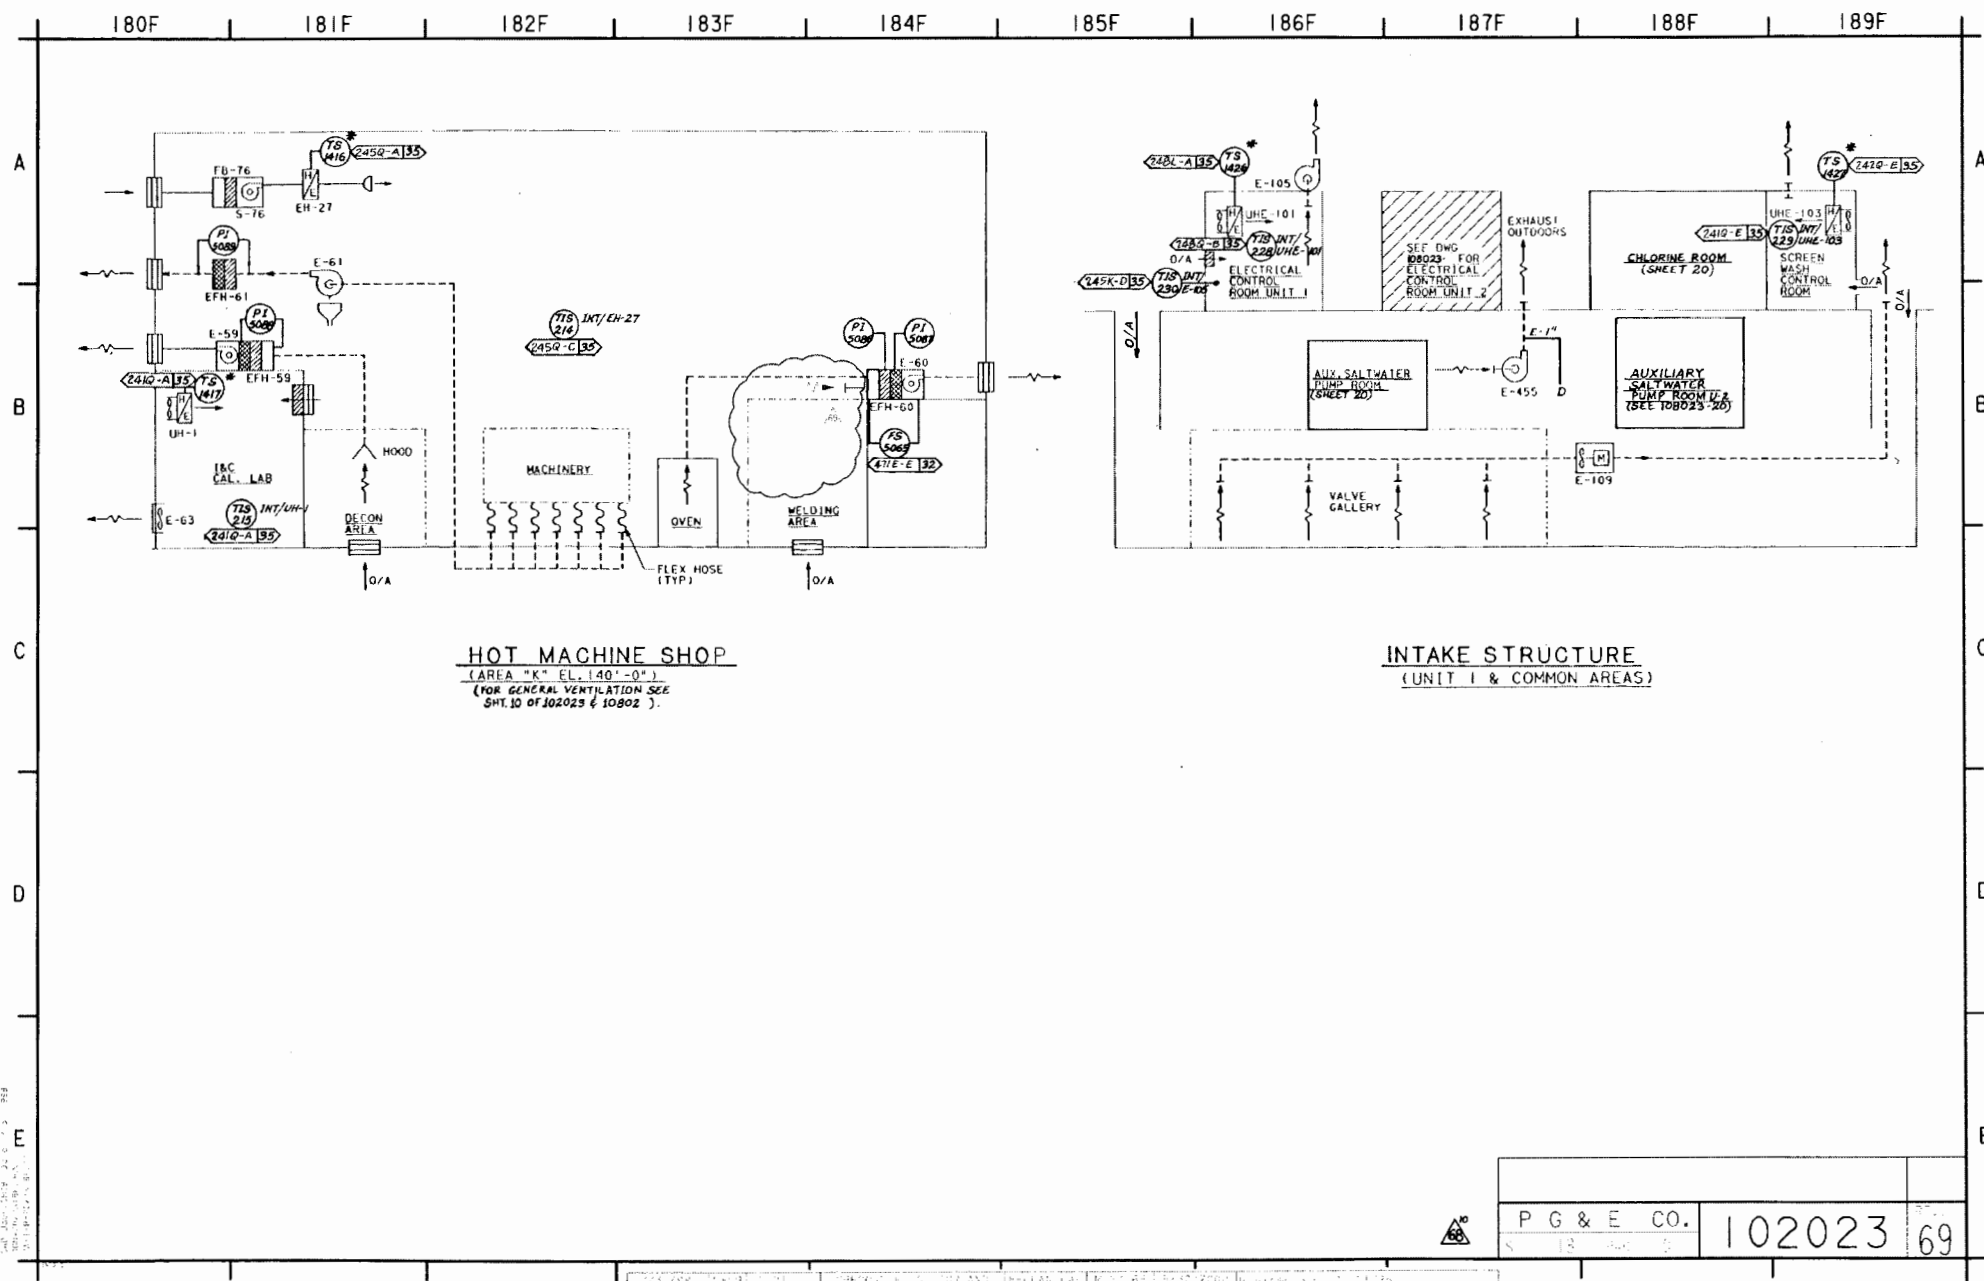 180F
181F
182F
183F
184F
185F
186F
187F
188F
189F
A
B
C
D
E
A
B
TS
1416
*
245Q-A 35
FB-76
S-76
H/E
EH-27
PI
5089
E-61
EFH-61
PI
5088
E-59
EFH-59
241Q-A 35
TS
1417
*
H/E
UH-1
I&C
CAL. LAB
TIS
215
INT/UH-1
241Q-A 35
E-63
HOOD
DECON
AREA
O/A
TIS
214
INT/EH-27
245Q-C 35
MACHINERY
FLEX HOSE
(TYP)
OVEN
WELDING
AREA
O/A
PI
5086
PI
5087
E-60
EFH-60
FS
5065
471E-E 32
HOT MACHINE SHOP
(AREA "K" EL. 140'-0")
(FOR GENERAL VENTILATION SEE
SHT. 10 OF 102023 & 10802 ).
248L-A 35
TS
1426
*
E-105
H/E
UHE-101
248Q-B 35
TIS
228
INT/
UHE-101
O/A
245K-D 35
TIS
230
INT/
E-105
ELECTRICAL
CONTROL
ROOM UNIT 1
SEE DWG
108023- FOR
ELECTRICAL
CONTROL
ROOM UNIT 2
EXHAUST
OUTDOORS
CHLORINE ROOM
(SHEET 20)
TS
1427
*
242Q-E 35
UHE-103
H/E
241Q-E 35
TIS
229
INT/
UHE-103
SCREEN
WASH
CONTROL
ROOM
O/A
O/A
O/A
AUX. SALTWATER
PUMP ROOM
(SHEET 20)
E-1"
E-455
D
AUXILIARY
SALTWATER
PUMP ROOM U-2
(SEE 108023-20)
M
E-109
VALVE
GALLERY
INTAKE STRUCTURE
(UNIT 1 & COMMON AREAS)
68
P G & E CO.
102023
69